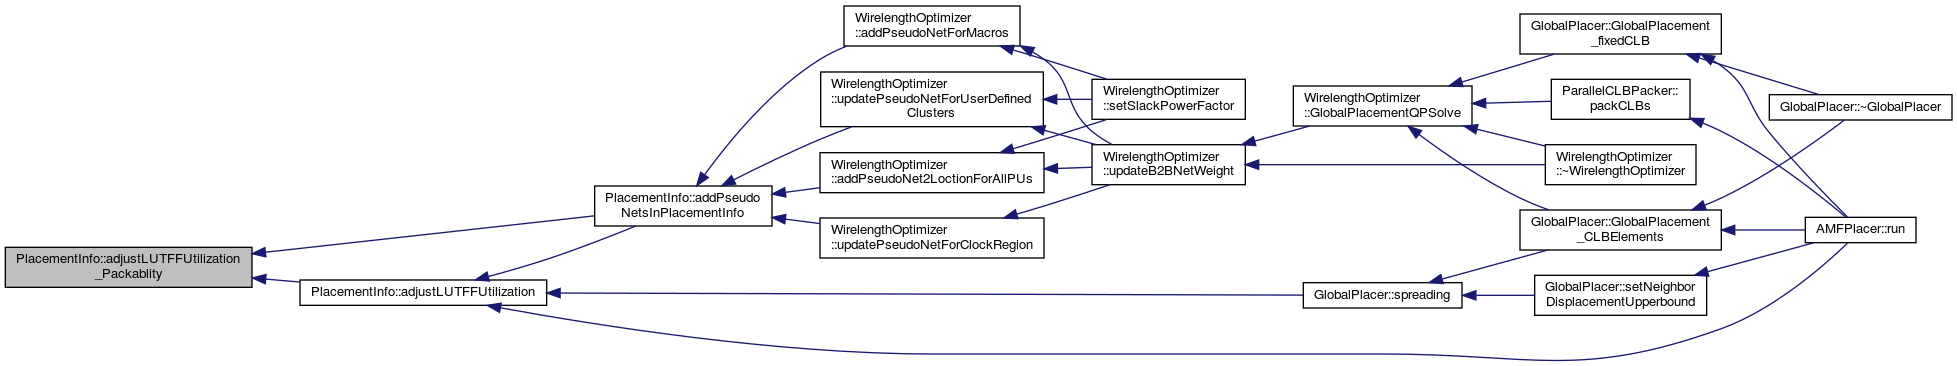 PlacementInfo::adjustLUTFFUtilization
_Packablity
PlacementInfo::addPseudo
NetsInPlacementInfo
PlacementInfo::adjustLUTFFUtilization
WirelengthOptimizer
::addPseudoNetForMacros
WirelengthOptimizer
::updatePseudoNetForUserDefined
Clusters
WirelengthOptimizer
::addPseudoNet2LoctionForAllPUs
WirelengthOptimizer
::updatePseudoNetForClockRegion
WirelengthOptimizer
::setSlackPowerFactor
WirelengthOptimizer
::updateB2BNetWeight
WirelengthOptimizer
::GlobalPlacementQPSolve
GlobalPlacer::spreading
GlobalPlacer::GlobalPlacement
_fixedCLB
ParallelCLBPacker::
packCLBs
WirelengthOptimizer
::~WirelengthOptimizer
GlobalPlacer::GlobalPlacement
_CLBElements
GlobalPlacer::setNeighbor
DisplacementUpperbound
GlobalPlacer::~GlobalPlacer
AMFPlacer::run